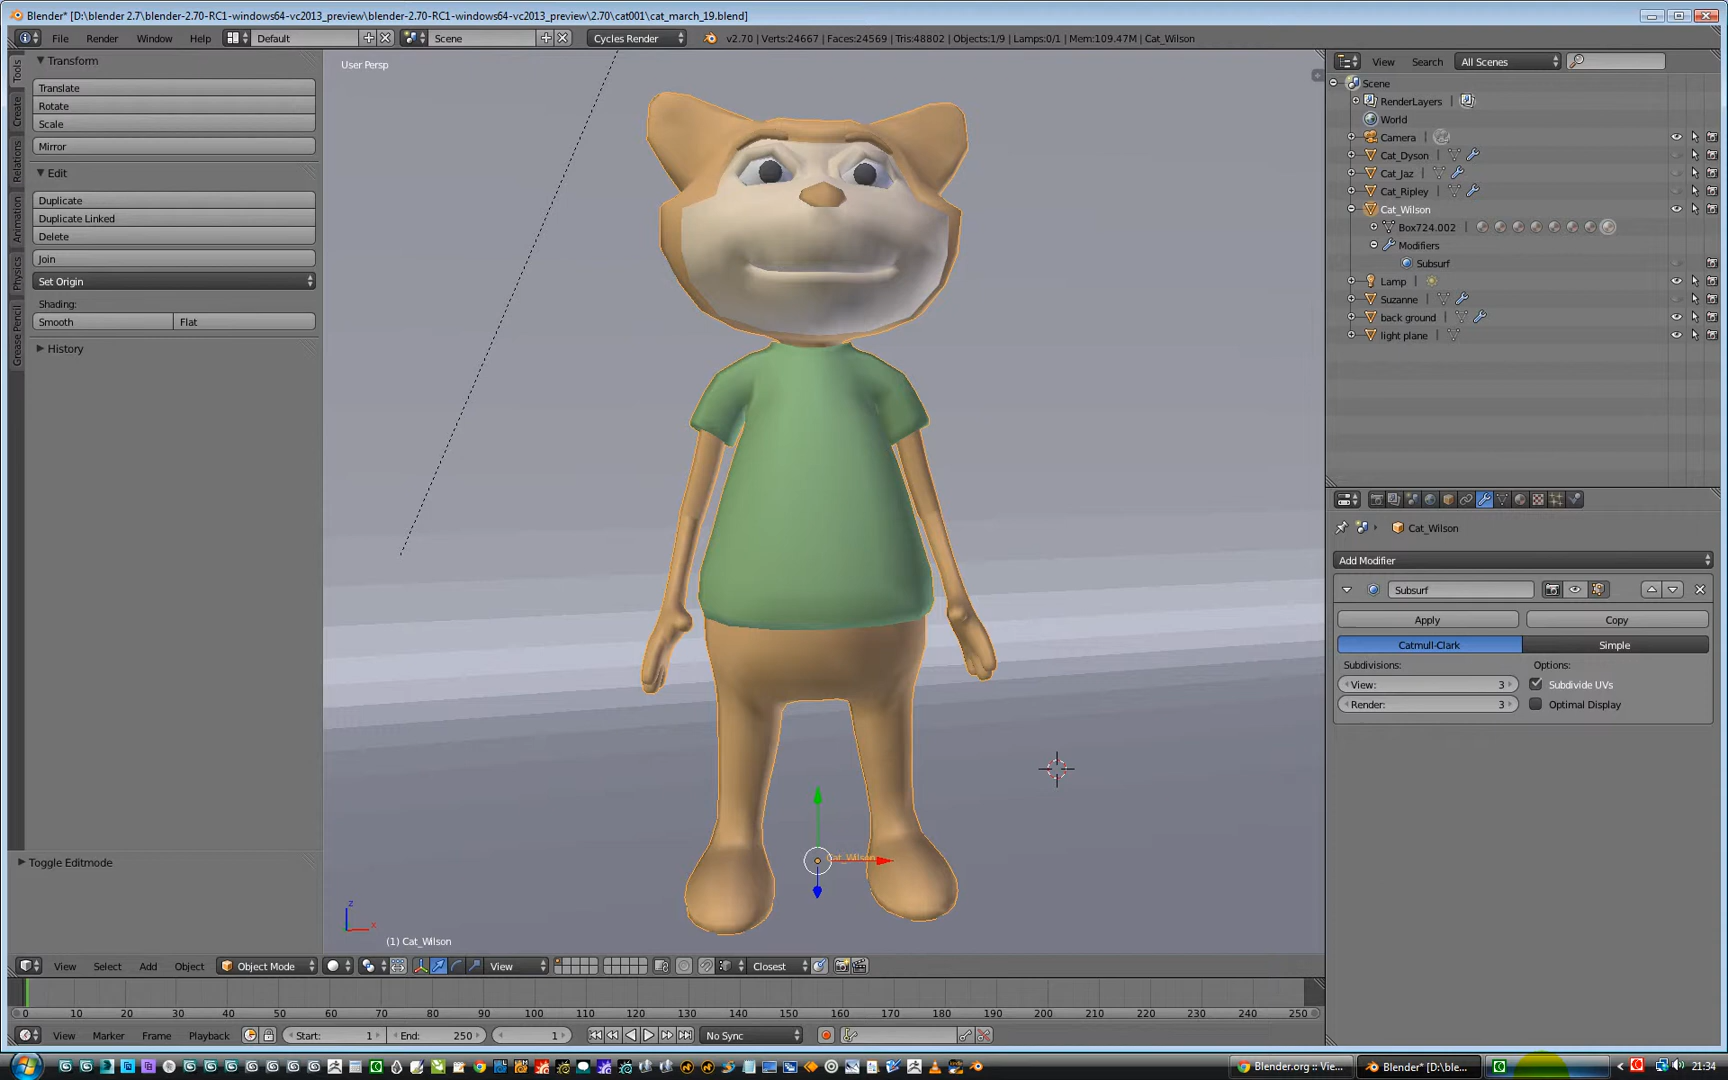 Blender* [D:\blender 2.7\blender-2.70-RC1-windows64-vc2013_preview\blender-2.70-RC1-windows64-vc2013_preview\2.70\cat001\cat_march_19.blend]
File Render Window Help Default Scene Cycles Render v2.70 | Verts:24667 | Faces:24569 | Tris:48802 | Objects:1/9 | Lamps:0/1 | Mem:109.47M | Cat_Wilson
Tools
Create
Relations
Animation
Physics
Grease Pencil
Transform
Translate
Rotate
Scale
Mirror
Edit
Duplicate
Duplicate Linked
Delete
Join
Set Origin
Shading:
Smooth Flat
History
Toggle Editmode
User Persp
Cat_Wilson
z
x
(1) Cat_Wilson
View Search All Scenes
Scene
RenderLayers |
World
Camera |
Cat_Dyson |
Cat_Jaz |
Cat_Ripley |
Cat_Wilson
Box724.002 |
Modifiers
Subsurf
Lamp |
Suzanne |
back ground |
light plane |
Cat_Wilson
Add Modifier
Subsurf
Apply Copy
Catmull-Clark Simple
Subdivisions: Options:
View: 3 Subdivide UVs
Render: 3 Optimal Display
View Select Add Object Object Mode View Closest
0 10 20 30 40 50 60 70 80 90 100 110 120 130 140 150 160 170 180 190 200 210 220 230 240 250
View Marker Frame Playback Start: 1 End: 250 1 No Sync
Blender.org :: Vie... Blender* [D:\ble... 21:34